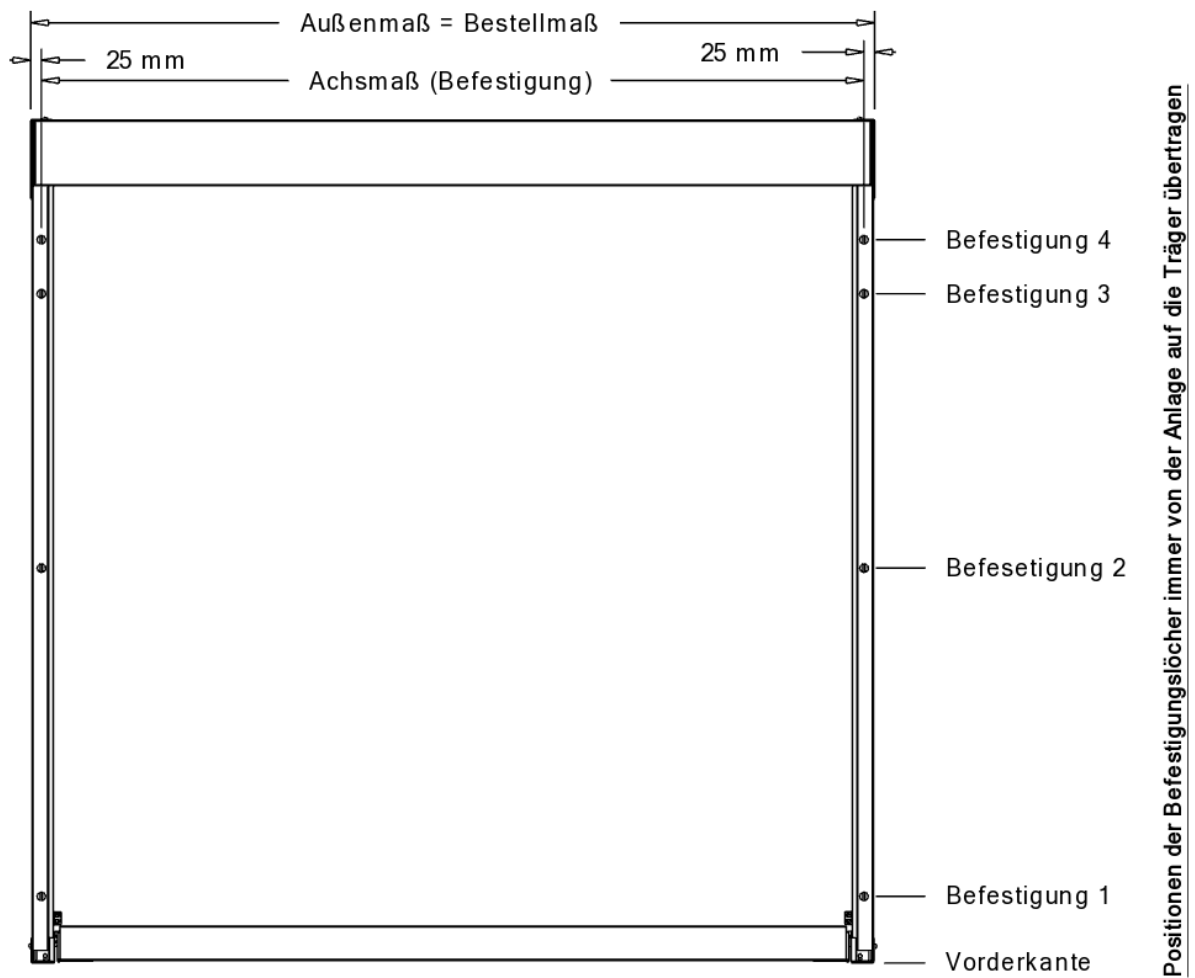 Außenmaß = Bestellmaß
25 mm
25 mm
Achsmaß (Befestigung)
Befestigung 4
Befestigung 3
Befesetigung 2
Befestigung 1
Vorderkante
Positionen der Befestigungslöcher immer von der Anlage auf die Träger übertragen